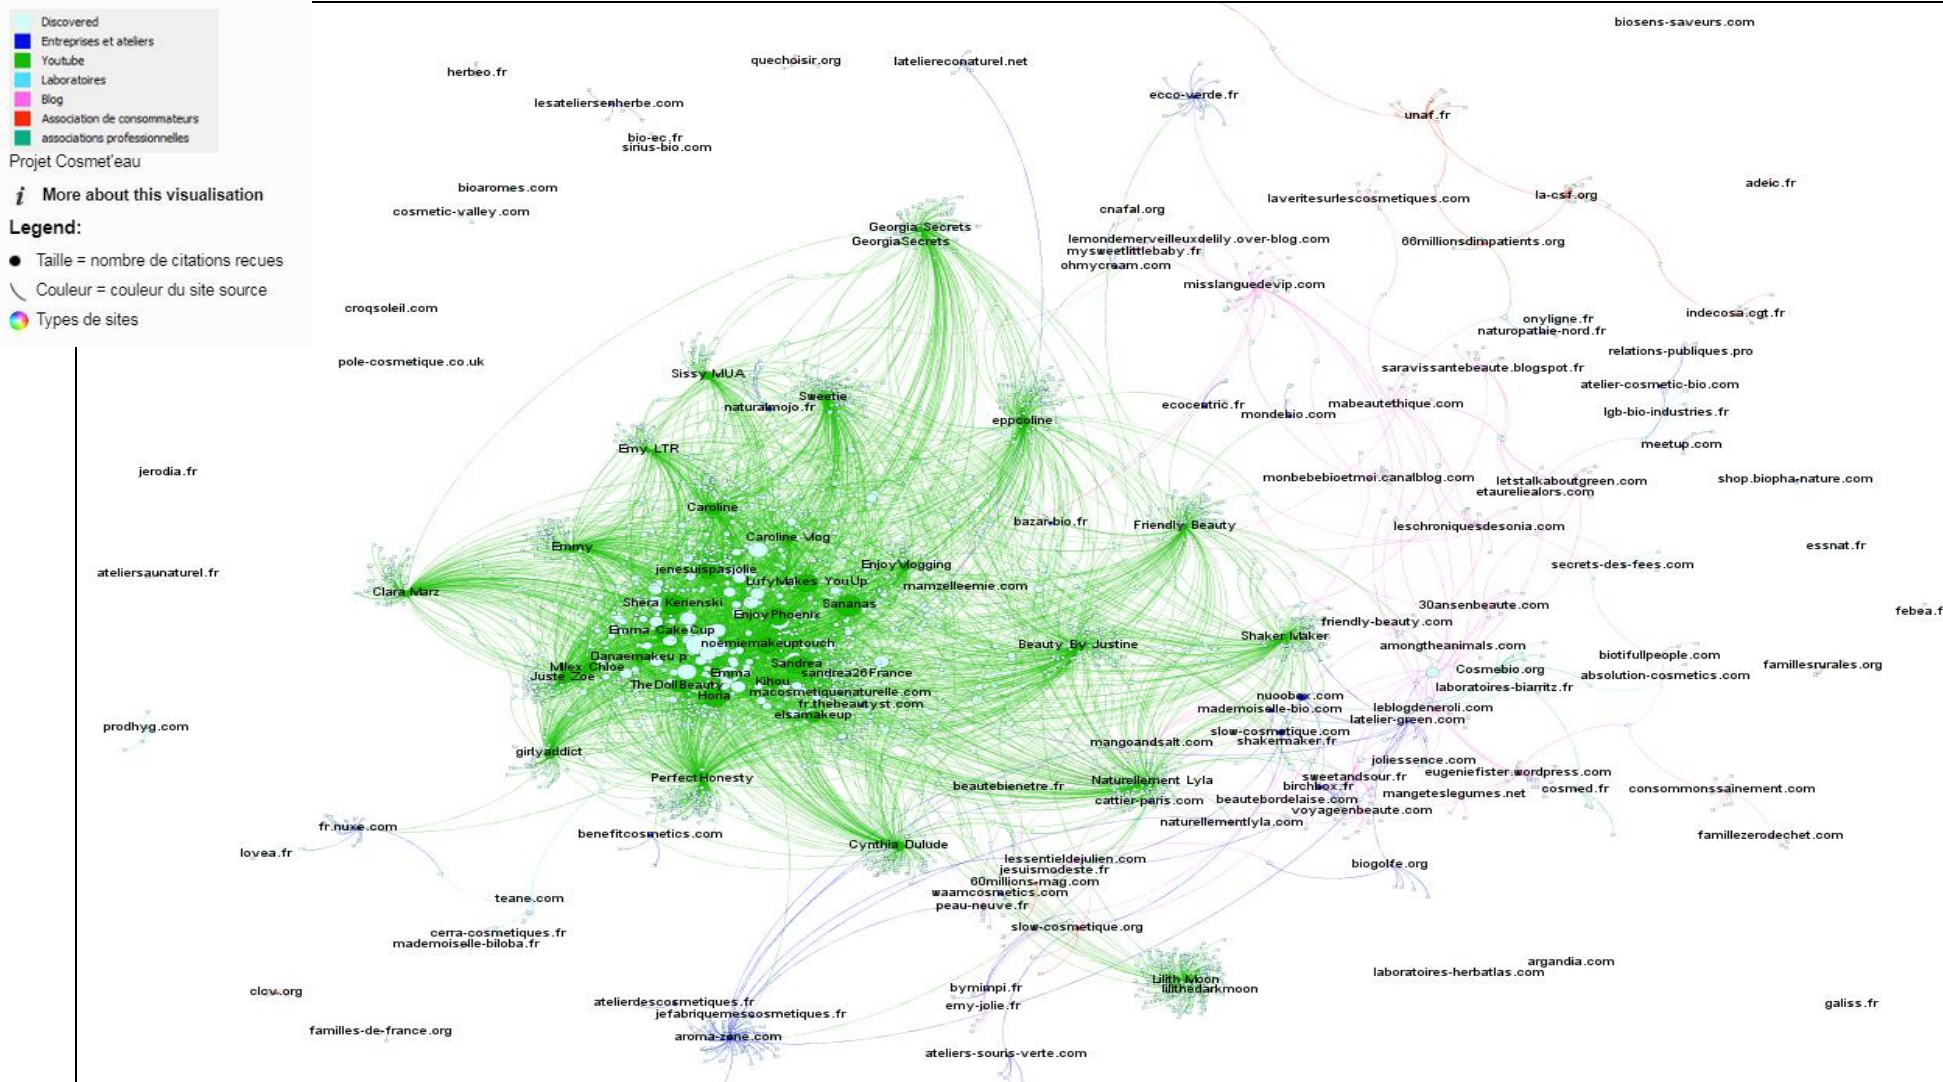 Discovered
Entreprises et ateliers
Youtube
Laboratoires
Blog
Association de consommateurs
associations professionnelles
Projet Cosmet'eau
i More about this visualisation
Legend:
Taille = nombre de citations recues
Couleur = couleur du site source
Types de sites
biosens-saveurs.com
quechoisir.org
lateliereconaturel.net
herbeo.fr
ecco-verde.fr
lesateliersenherbe.com
unaf.fr
bio-ec.fr
sirius-bio.com
adeic.fr
bioaromes.com
la-csf.org
laveritesurlescosmetiques.com
cosmetic-valley.com
cnafal.org
Georgia Secrets
GeorgiaSecrets
lemondemerveilleuxdelily.over-blog.com
66millionsdimpatients.org
mysweetlittlebaby.fr
ohmycream.com
misslanguedevip.com
croqsoleil.com
indecosa.cgt.fr
onyligne.fr
naturopathie-nord.fr
relations-publiques.pro
pole-cosmetique.co.uk
saravissantebeaute.blogspot.fr
Sissy MUA
atelier-cosmetic-bio.com
Sweetie
naturalmojo.fr
ecocentric.fr
mabeautethique.com
mondebio.com
lgb-bio-industries.fr
eppcoline
meetup.com
Emy LTR
jerodia.fr
monbebebioetmoi.canalblog.com
letstalkaboutgreen.com
shop.biopha-nature.com
etaureliealors.com
Caroline
bazar-bio.fr
Friendly Beauty
leschroniquesdesonia.com
Caroline Vlog
Emmy
essnat.fr
Enjoy Vlogging
secrets-des-fees.com
jenesuispasjolie
ateliersaunaturel.fr
LufyMakes YouUp
mamzelleemie.com
Clara Marz
Shera Kerienski
Sananas
30ansenbeaute.com
febea.f
Enjoy Phoenix
friendly-beauty.com
Emma CakeCup
Shaker Maker
noemiemakeuptouch
Beauty By Justine
amongtheanimals.com
Danaemakeu p
biotifullpeople.com
Milex Chloe
Sandrea
Cosmebio.org
famillesrurales.org
Juste Zoe
Emma
sandrea26France
absolution-cosmetics.com
TheDollBeauty
Kihou
laboratoires-biarritz.fr
Horia
macosmetiquenaturelle.com
nuoobox.com
fr.thebeautyst.com
mademoiselle-bio.com
leblogdeneroli.com
elsamakeup
latelier-green.com
prodhyg.com
slow-cosmetique.com
shakermaker.fr
mangoandsalt.com
girlyaddict
joliessence.com
PerfectHonesty
Naturellement Lyla
sweetandsour.fr
eugeniefister.wordpress.com
beautebienetre.fr
birchbox.fr
cosmed.fr
consommonssainement.com
mangeteslegumes.net
cattier-paris.com
beautebordelaise.com
voyageenbeaute.com
naturellementlyla.com
fr.nuxe.com
benefitcosmetics.com
famillezerodechet.com
Cynthia Dulude
lovea.fr
lessentieldejulien.com
biogolfe.org
jesuismodeste.fr
60millions-mag.com
waamcosmetics.com
teane.com
peau-neuve.fr
slow-cosmetique.org
cerra-cosmetiques.fr
mademoiselle-biloba.fr
argandia.com
laboratoires-herbatlas.com
Lilith Moon
lilithedarkmoon
clcv.org
bymimpi.fr
atelierdescosmetiques.fr
emy-jolie.fr
galiss.fr
jefabriquemescosmetiques.fr
familles-de-france.org
aroma-zone.com
ateliers-souris-verte.com